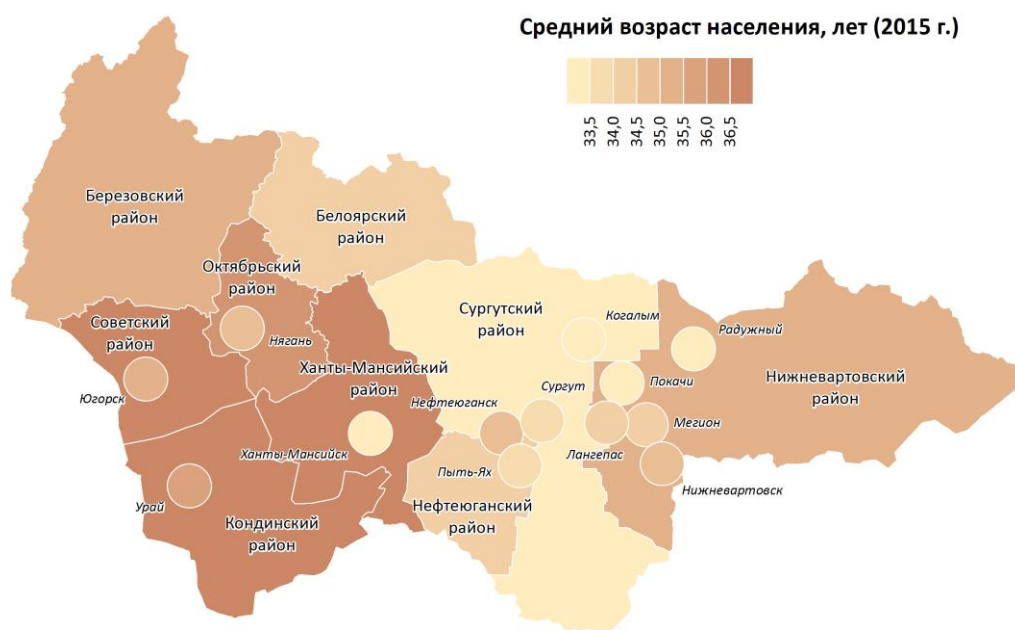 Средний возраст населения, лет (2015 г.)
33,5
34,0
34,5
35,0
35,5
36,0
36,5
Березовский
район
Белоярский
район
Октябрьский
район
Сургутский
район
Когалым
Радужный
Советский
район
Нягань
Ханты-Мансийский
район
Нижневартовский
район
Югорск
Сургут
Покачи
Нефтеюганск
Мегион
Ханты-Мансийск
Лангепас
Пыть-Ях
Нижневартовск
Урай
Нефтеюганский
район
Кондинский
район